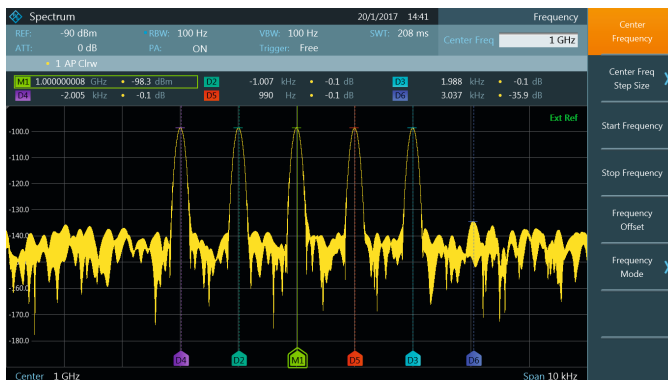 Spectrum 20/1/2017 14:41 Frequency
REF: -90 dBm RBW: 100 Hz VBW: 100 Hz SWT: 208 ms
ATT: 0 dB PA: ON Trigger: Free
Center Freq 1 GHz
1 AP Clrw
M1 1.000000008 GHz -98.3 dBm D2 -1.007 kHz -0.1 dB D3 1.988 kHz -0.1 dB
D4 -2.005 kHz -0.1 dB D5 990 Hz -0.1 dB D6 3.037 kHz -35.9 dB
Ext Ref
-100.0
-110.0
-120.0
-130.0
-140.0
-160.0
-170.0
-180.0
D4 D2 M1 D5 D3 D6
Center 1 GHz Span 10 kHz
Center
Frequency
Center Freq
Step Size
Start Frequency
Stop Frequency
Frequency
Offset
Frequency
Mode